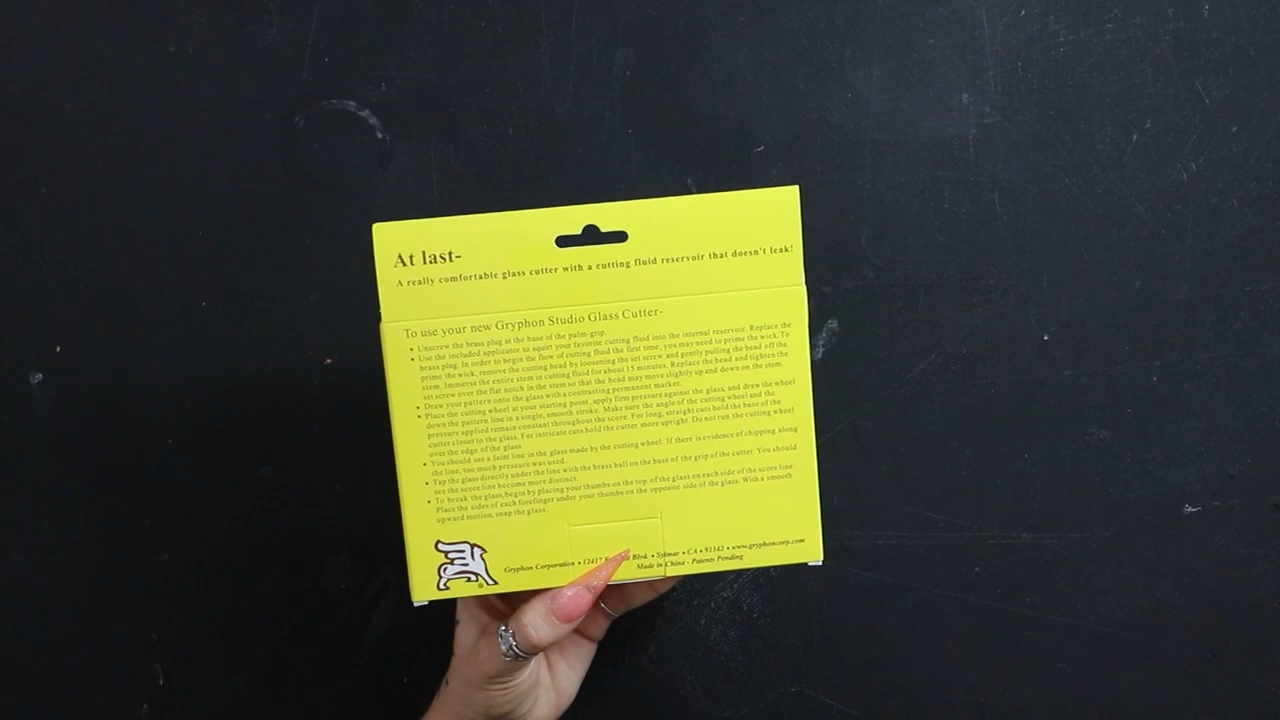 At last-
A really comfortable glass cutter with a cutting fluid reservoir that doesn't leak!
To use your new Gryphon Studio Glass Cutter-
• Unscrew the brass plug at the base of the palm-grip.
• Use the included applicator to squirt your favorite cutting fluid into the internal reservoir. Replace the
brass plug. In order to begin the flow of cutting fluid the first time, you may need to prime the wick. To
prime the wick, remove the cutting head by loosening the set screw and gently pulling the head off the
stem. Immerse the entire stem in cutting fluid for about 15 minutes. Replace the head and tighten the
set screw over the flat notch in the stem so that the head may move slightly up and down on the stem.
• Draw your pattern onto the glass with a contrasting permanent marker.
• Place the cutting wheel at your starting point, apply firm pressure against the glass, and draw the wheel
down the pattern line in a single, smooth stroke. Make sure the angle of the cutting wheel and the
pressure applied remain constant throughout the score. For long, straight cuts hold the base of the
cutter closer to the glass. For intricate cuts hold the cutter more upright. Do not run the cutting wheel
over the edge of the glass.
• You should see a faint line in the glass made by the cutting wheel. If there is evidence of chipping along
the line, too much pressure was used.
• Tap the glass directly under the line with the brass ball on the base of the grip of the cutter. You should
see the score line become more distinct.
• To break the glass, begin by placing your thumbs on the top of the glass on each side of the score line.
Place the sides of each forefinger under your thumbs on the opposite side of the glass. With a smooth
upward motion, snap the glass.
Gryphon Corporation • 12417 Blvd. • Sylmar • CA • 91342 • www.gryphoncorp.com
Made in China - Patents Pending